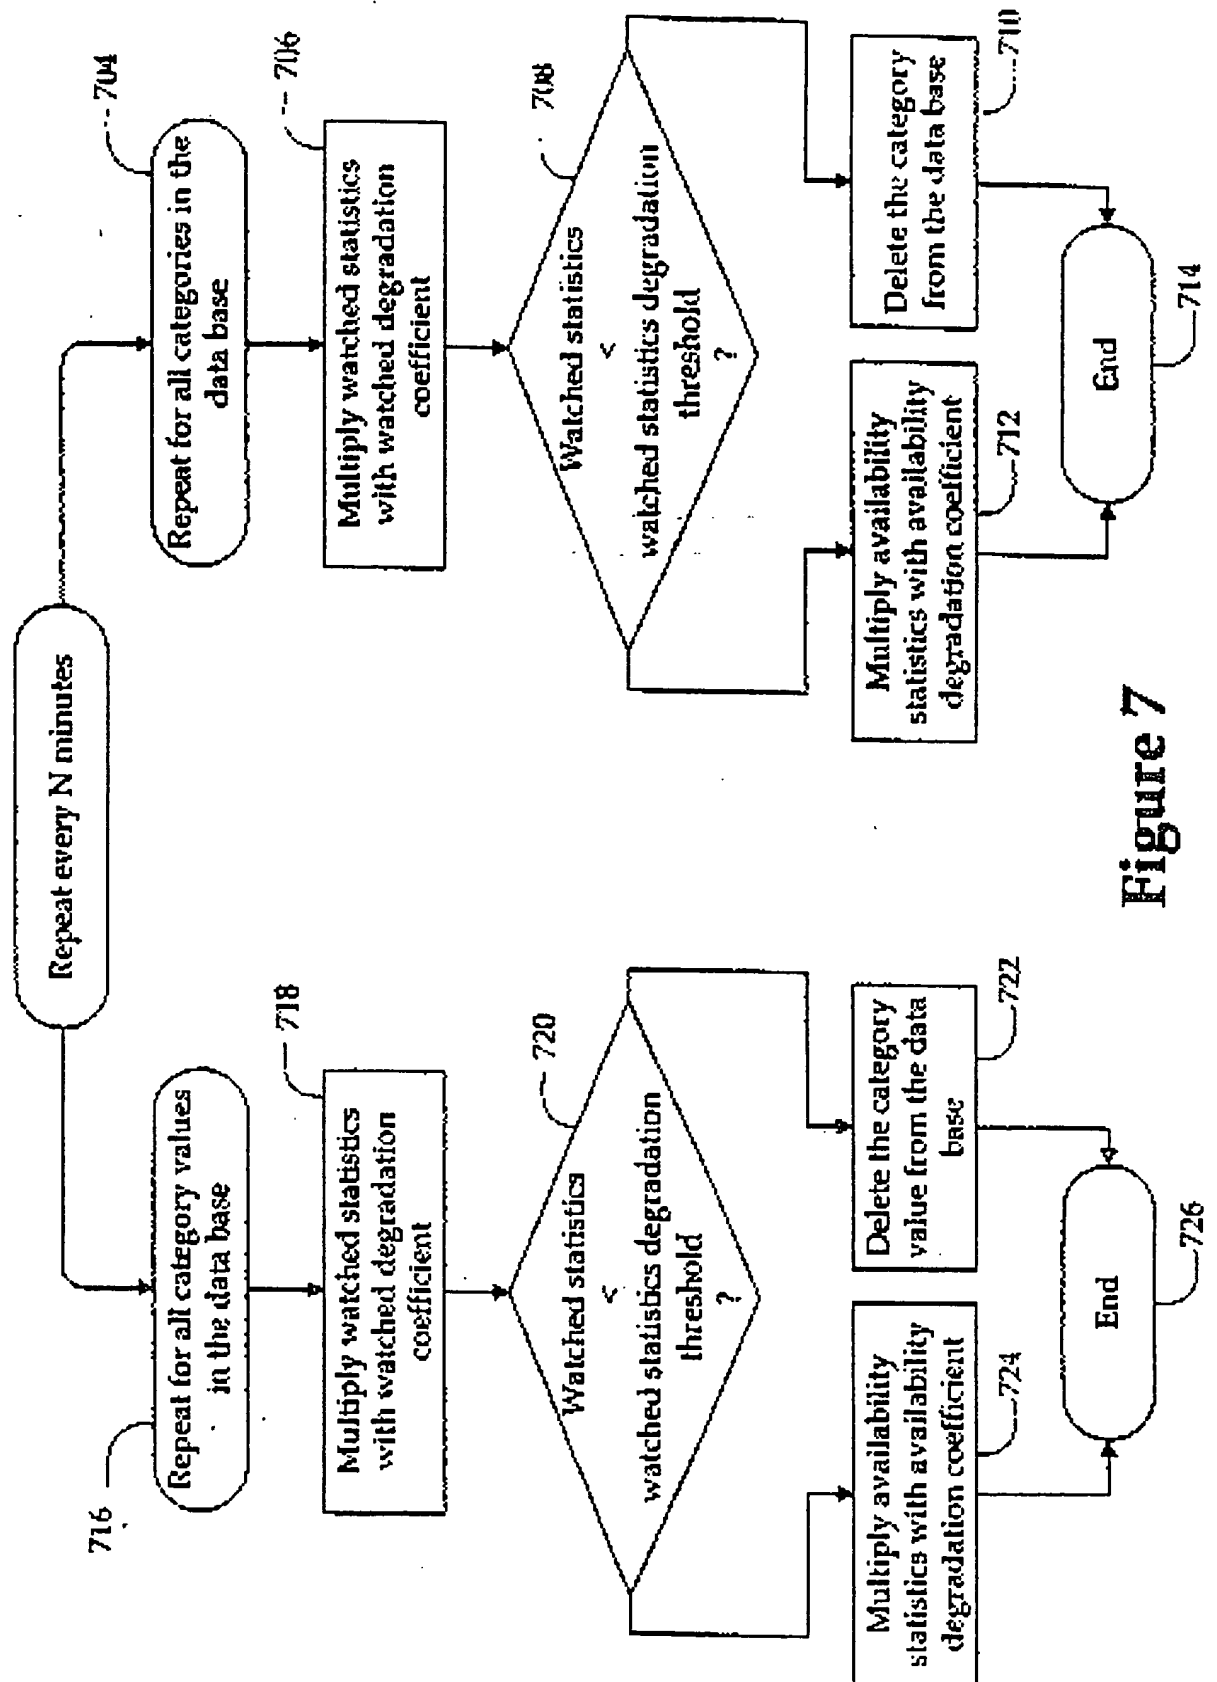 Repeat every N minutes
716
Repeat for all category values
in the data base
718
Multiply watched statistics
with watched degradation
coefficient
720
Watched statistics
<
watched statistics degradation
threshold
?
Multiply availability
statistics with availability
degradation coefficient
724
Delete the category
value from the data
base
722
End
726
704
Repeat for all categories in the
data base
706
Multiply watched statistics
with watched degradation
coefficient
708
Watched statistics
<
watched statistics degradation
threshold
?
Multiply availability
statistics with availability
degradation coefficient
712
Delete the category
from the data base
710
End
714
Figure 7